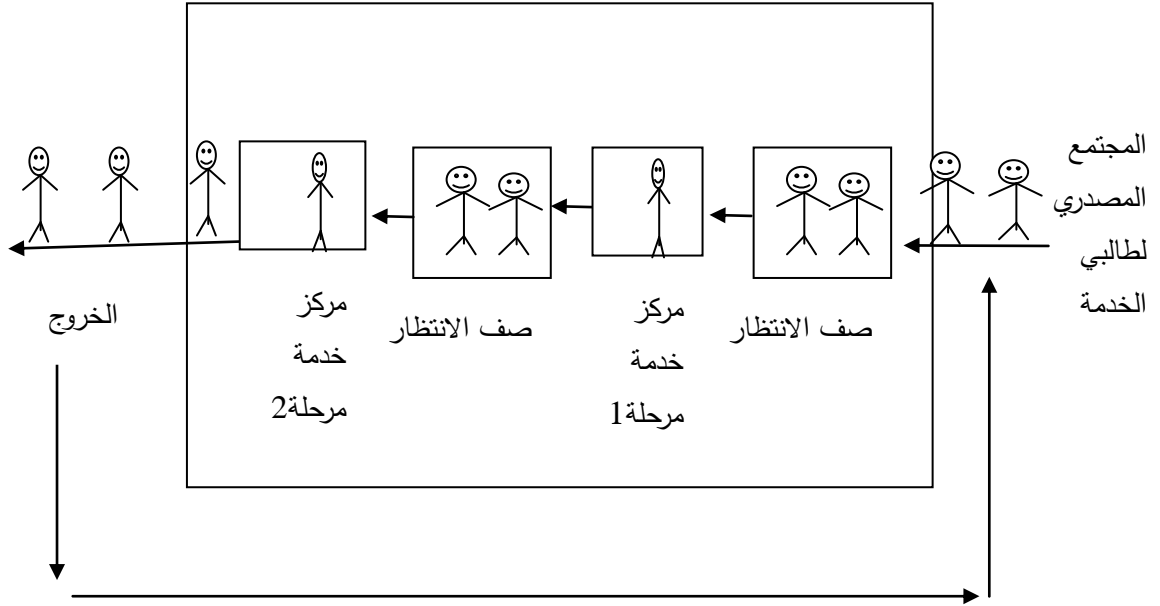 المجتمع
المصدري
لطالبي
الخدمة
صف الانتظار
مركز
خدمة
مرحلة1
صف الانتظار
مركز
خدمة
مرحلة2
الخروج